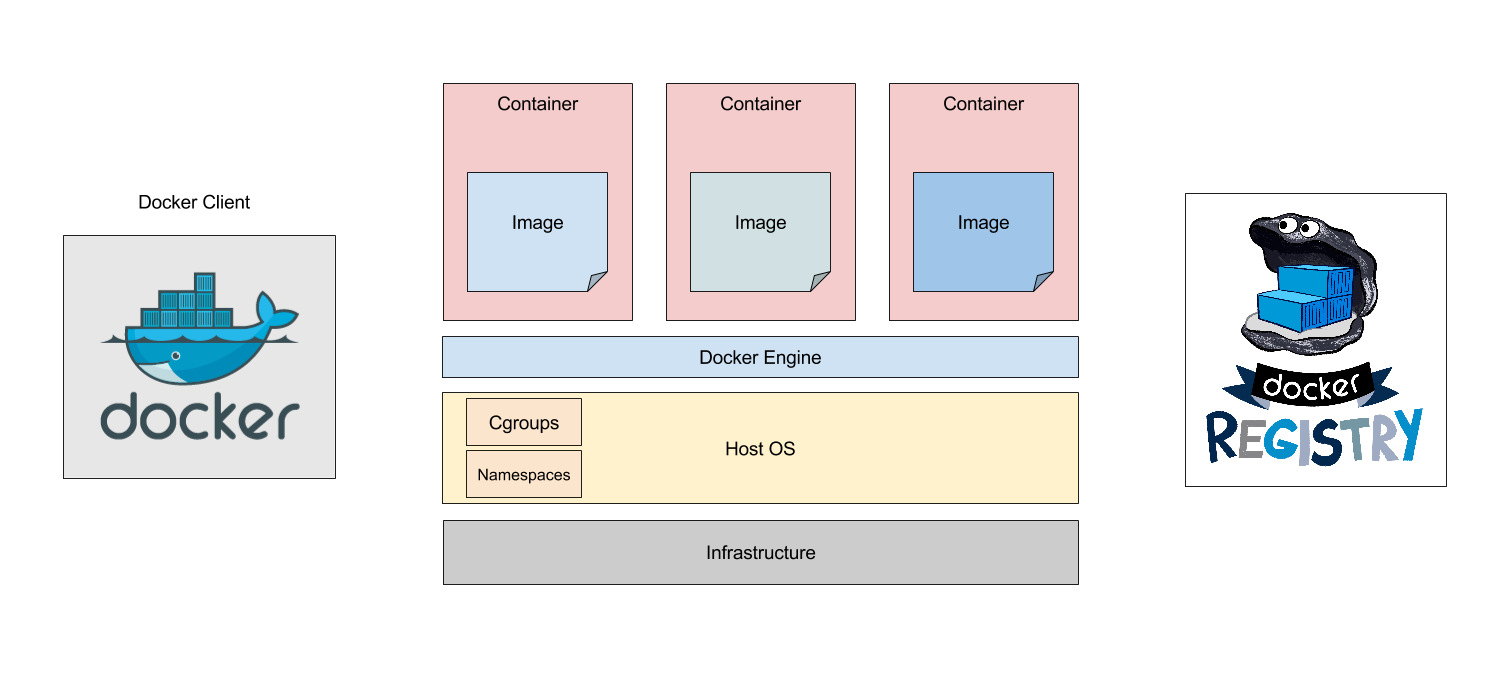 Docker Client
docker
Container
Image
Container
Image
Container
Image
Docker Engine
Cgroups
Namespaces
Host OS
Infrastructure
docker
REGISTRY